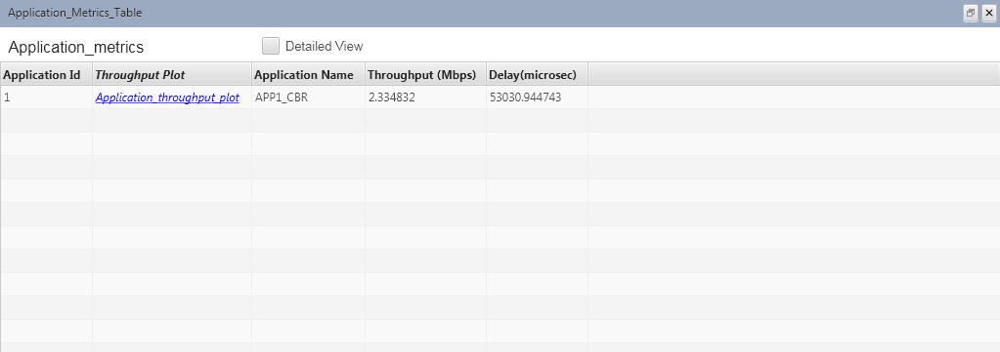 Application_Metrics_Table
Application_metrics Detailed View
Application Id Throughput Plot Application Name Throughput (Mbps) Delay(microsec)
1 Application_throughput_plot APP1_CBR 2.334832 53030.944743